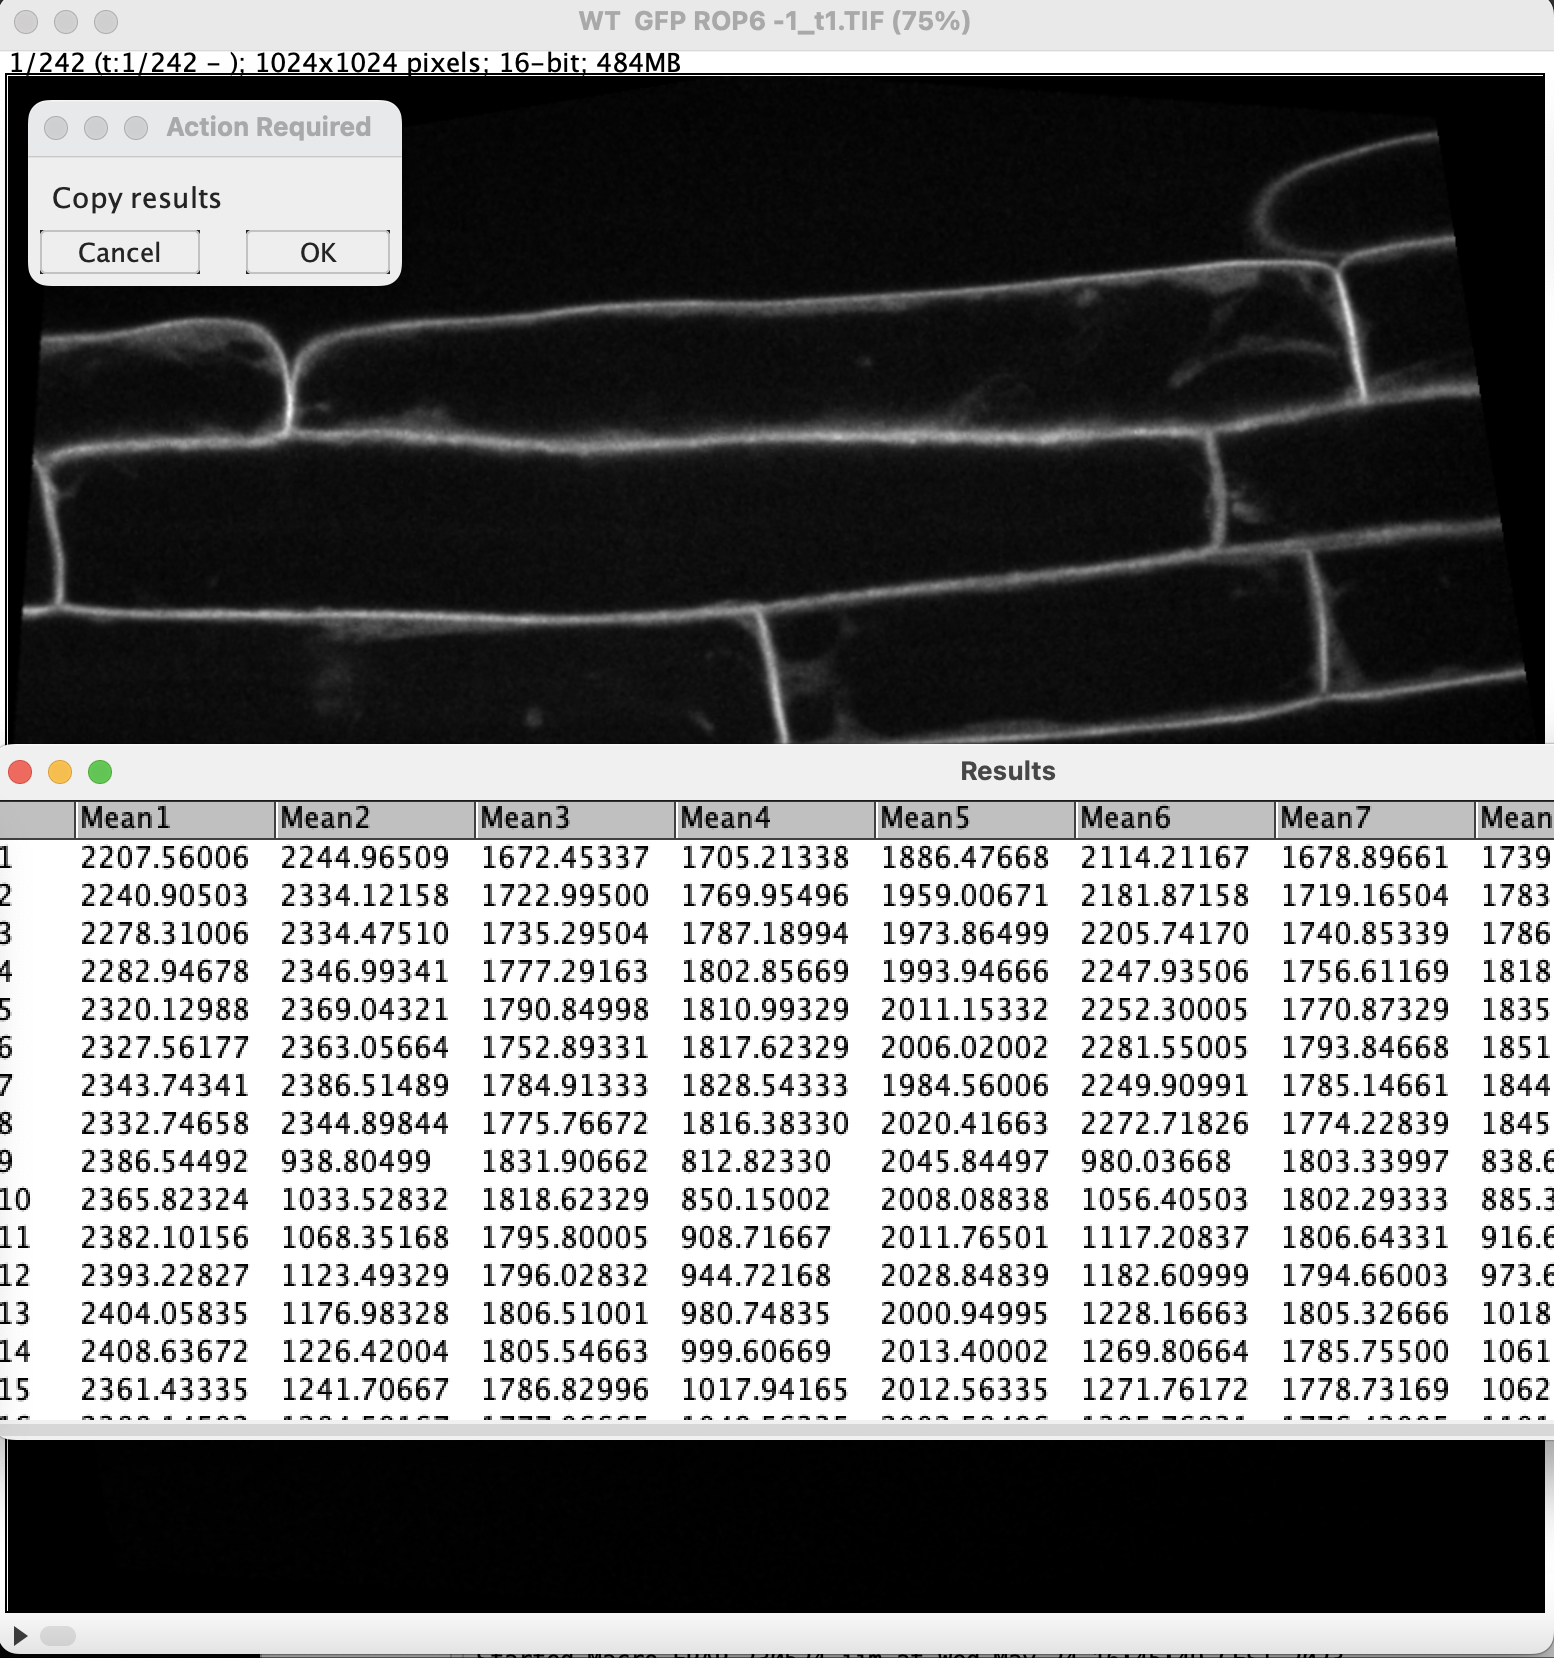 WT GFP ROP6 -1_t1.TIF (75%)
1/242 (t:1/242 - ); 1024x1024 pixels; 16-bit; 484MB
Action Required
Copy results
Cancel OK
Results
Mean1 Mean2 Mean3 Mean4 Mean5 Mean6 Mean7 Mean
1 2207.56006 2244.96509 1672.45337 1705.21338 1886.47668 2114.21167 1678.89661 1739
2 2240.90503 2334.12158 1722.99500 1769.95496 1959.00671 2181.87158 1719.16504 1783
3 2278.31006 2334.47510 1735.29504 1787.18994 1973.86499 2205.74170 1740.85339 1786
4 2282.94678 2346.99341 1777.29163 1802.85669 1993.94666 2247.93506 1756.61169 1818
5 2320.12988 2369.04321 1790.84998 1810.99329 2011.15332 2252.30005 1770.87329 1835
6 2327.56177 2363.05664 1752.89331 1817.62329 2006.02002 2281.55005 1793.84668 1851
7 2343.74341 2386.51489 1784.91333 1828.54333 1984.56006 2249.90991 1785.14661 1844
8 2332.74658 2344.89844 1775.76672 1816.38330 2020.41663 2272.71826 1774.22839 1845
9 2386.54492 938.80499 1831.90662 812.82330 2045.84497 980.03668 1803.33997 838.6
10 2365.82324 1033.52832 1818.62329 850.15002 2008.08838 1056.40503 1802.29333 885.3
11 2382.10156 1068.35168 1795.80005 908.71667 2011.76501 1117.20837 1806.64331 916.6
12 2393.22827 1123.49329 1796.02832 944.72168 2028.84839 1182.60999 1794.66003 973.6
13 2404.05835 1176.98328 1806.51001 980.74835 2000.94995 1228.16663 1805.32666 1018
14 2408.63672 1226.42004 1805.54663 999.60669 2013.40002 1269.80664 1785.75500 1061
15 2361.43335 1241.70667 1786.82996 1017.94165 2012.56335 1271.76172 1778.73169 1062